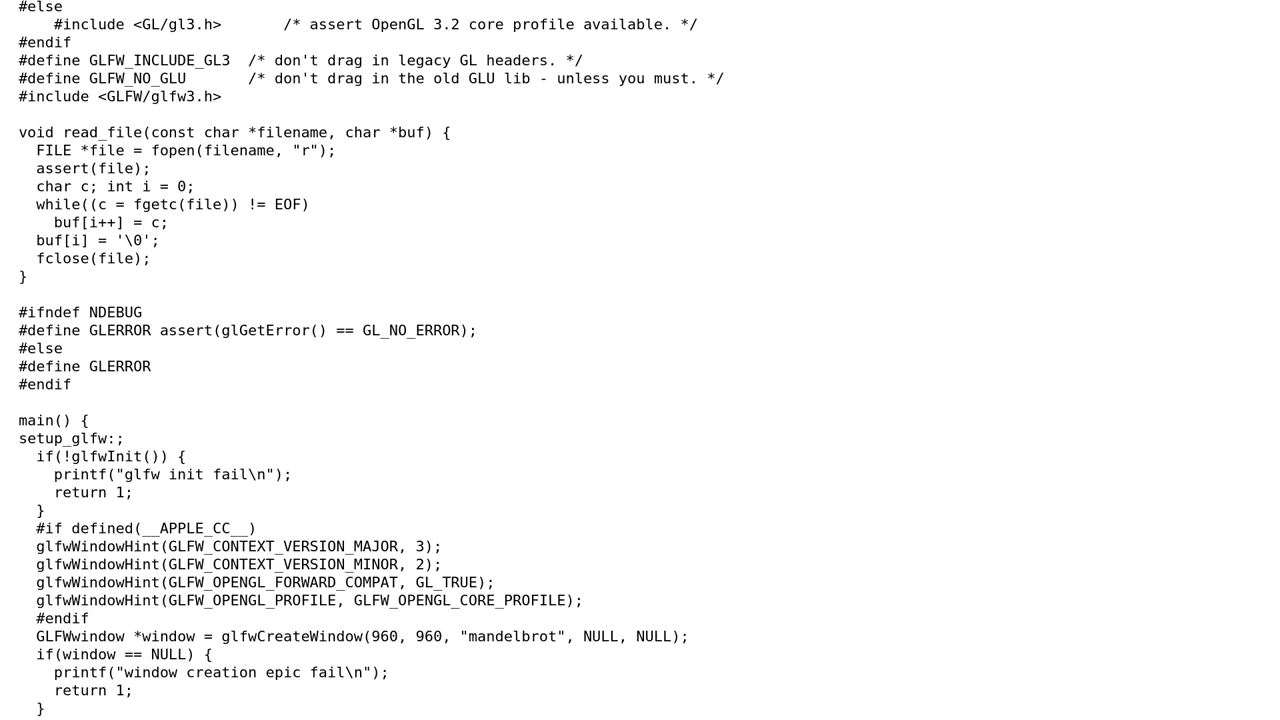 #else
    #include <GL/gl3.h>       /* assert OpenGL 3.2 core profile available. */
#endif
#define GLFW_INCLUDE_GL3  /* don't drag in legacy GL headers. */
#define GLFW_NO_GLU       /* don't drag in the old GLU lib - unless you must. */
#include <GLFW/glfw3.h>

void read_file(const char *filename, char *buf) {
  FILE *file = fopen(filename, "r");
  assert(file);
  char c; int i = 0;
  while((c = fgetc(file)) != EOF)
    buf[i++] = c;
  buf[i] = '\0';
  fclose(file);
}

#ifndef NDEBUG
#define GLERROR assert(glGetError() == GL_NO_ERROR);
#else
#define GLERROR
#endif

main() {
setup_glfw:;
  if(!glfwInit()) {
    printf("glfw init fail\n");
    return 1;
  }
  #if defined(__APPLE_CC__)
  glfwWindowHint(GLFW_CONTEXT_VERSION_MAJOR, 3);
  glfwWindowHint(GLFW_CONTEXT_VERSION_MINOR, 2);
  glfwWindowHint(GLFW_OPENGL_FORWARD_COMPAT, GL_TRUE);
  glfwWindowHint(GLFW_OPENGL_PROFILE, GLFW_OPENGL_CORE_PROFILE);
  #endif
  GLFWwindow *window = glfwCreateWindow(960, 960, "mandelbrot", NULL, NULL);
  if(window == NULL) {
    printf("window creation epic fail\n");
    return 1;
  }